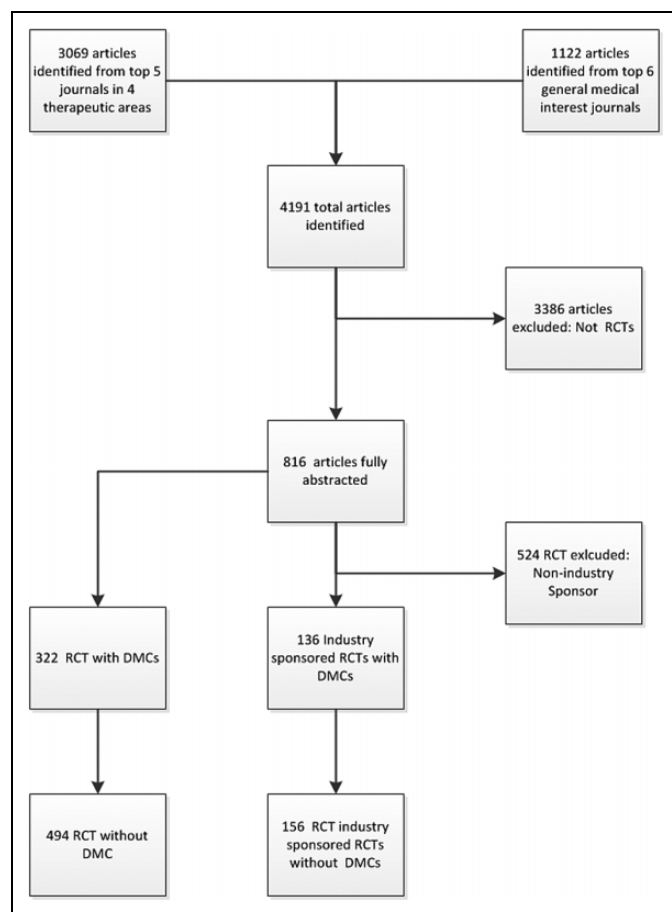 3069 articles
identified from top 5
journals in 4
therapeutic areas
1122 articles
identified from top 6
general medical
interest journals
4191 total articles
identified
3386 articles
excluded: Not RCTs
816 articles fully
abstracted
524 RCT exlcuded:
Non-industry
Sponsor
322 RCT with DMCs
136 Industry
sponsored RCTs with
DMCs
494 RCT without
DMC
156 RCT industry
sponsored RCTs
without DMCs